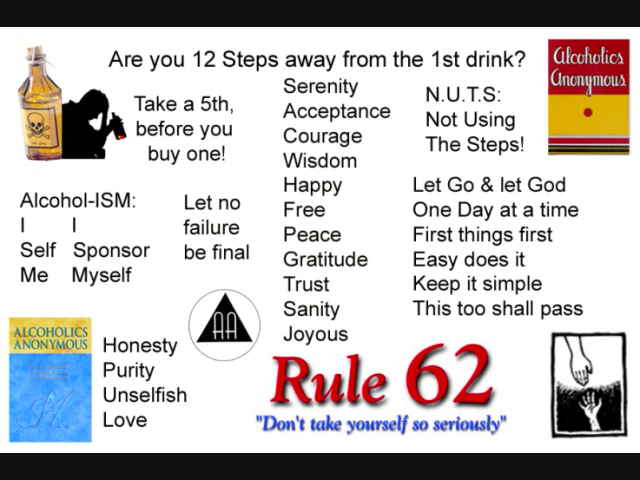 Are you 12 Steps away from the 1st drink?
Alcoholics
Anonymous
Take a 5th,
before you
buy one!
Serenity
Acceptance
Courage
Wisdom
Happy
Free
Peace
Gratitude
Trust
Sanity
Joyous
N.U.T.S:
Not Using
The Steps!
Alcohol-ISM:
I I
Self Sponsor
Me Myself
Let no
failure
be final
Let Go & let God
One Day at a time
First things first
Easy does it
Keep it simple
This too shall pass
AA
ALCOHOLICS
ANONYMOUS
AA
Honesty
Purity
Unselfish
Love
Rule 62
"Don't take yourself so seriously"